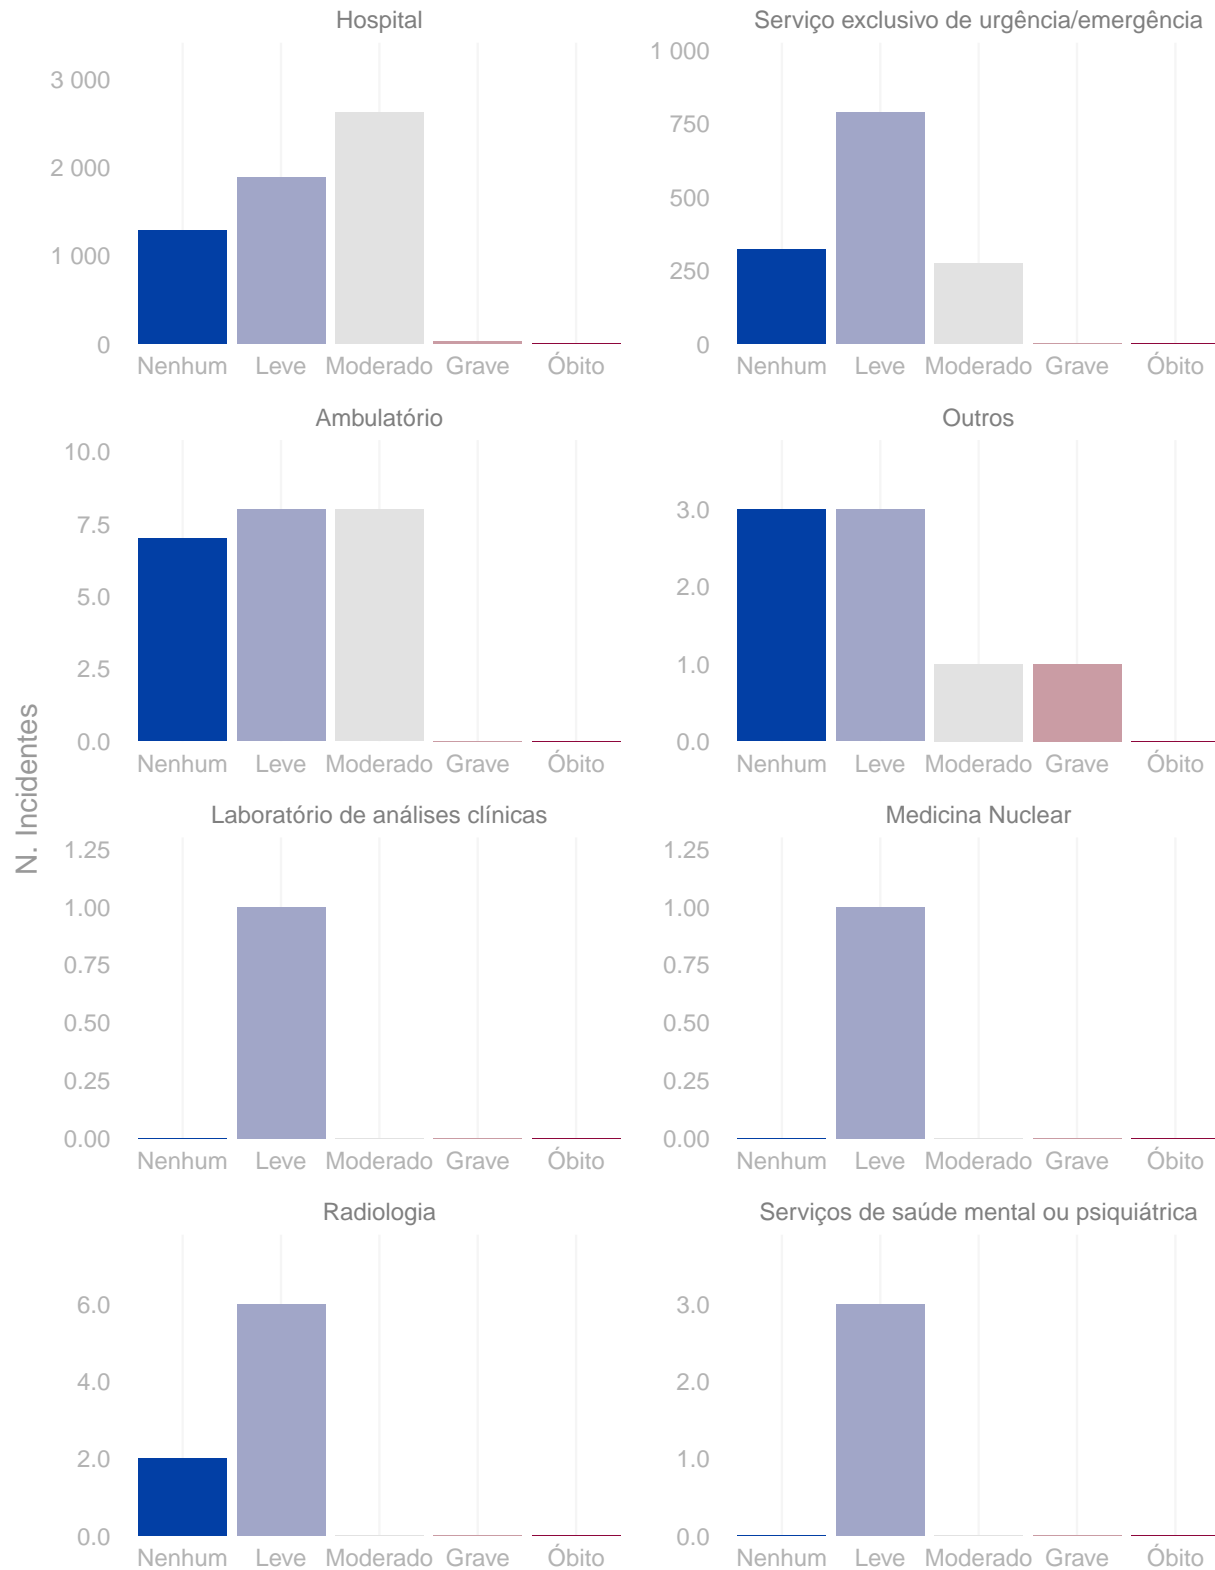 N. Incidentes
Hospital
3 000
2 000
1 000
0
Nenhum Leve Moderado Grave Óbito
Serviço exclusivo de urgência/emergência
1 000
750
500
250
0
Nenhum Leve Moderado Grave Óbito
Ambulatório
10.0
7.5
5.0
2.5
0.0
Nenhum Leve Moderado Grave Óbito
Outros
3.0
2.0
1.0
0.0
Nenhum Leve Moderado Grave Óbito
Laboratório de análises clínicas
1.25
1.00
0.75
0.50
0.25
0.00
Nenhum Leve Moderado Grave Óbito
Medicina Nuclear
1.25
1.00
0.75
0.50
0.25
0.00
Nenhum Leve Moderado Grave Óbito
Radiologia
6.0
4.0
2.0
0.0
Nenhum Leve Moderado Grave Óbito
Serviços de saúde mental ou psiquiátrica
3.0
2.0
1.0
0.0
Nenhum Leve Moderado Grave Óbito